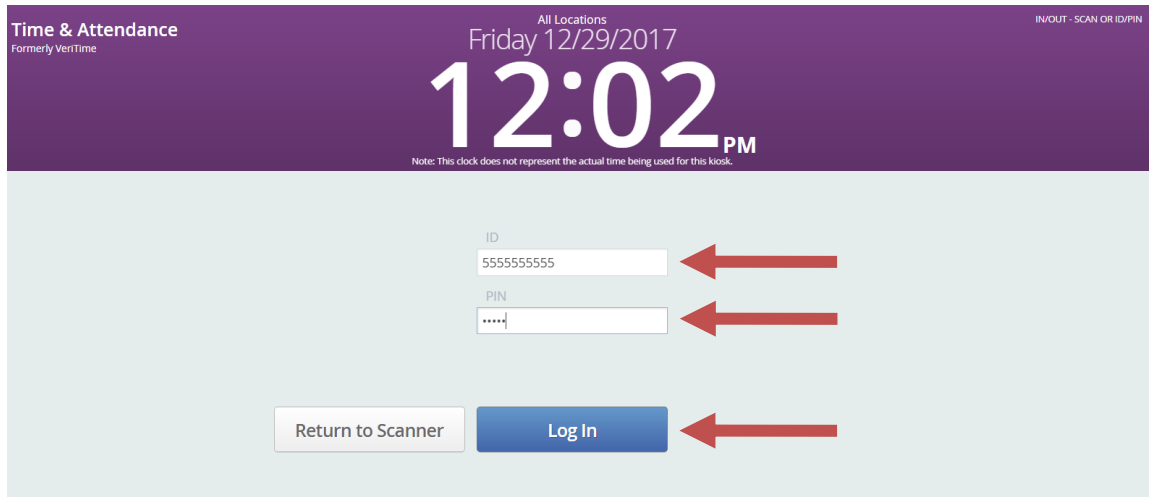 Time & Attendance
Formerly VeriTime
All Locations
Friday 12/29/2017
12:02 PM
Note: This clock does not represent the actual time being used for this kiosk.
IN/OUT - SCAN OR ID/PIN
ID
5555555555
PIN
•••••
Return to Scanner
Log In